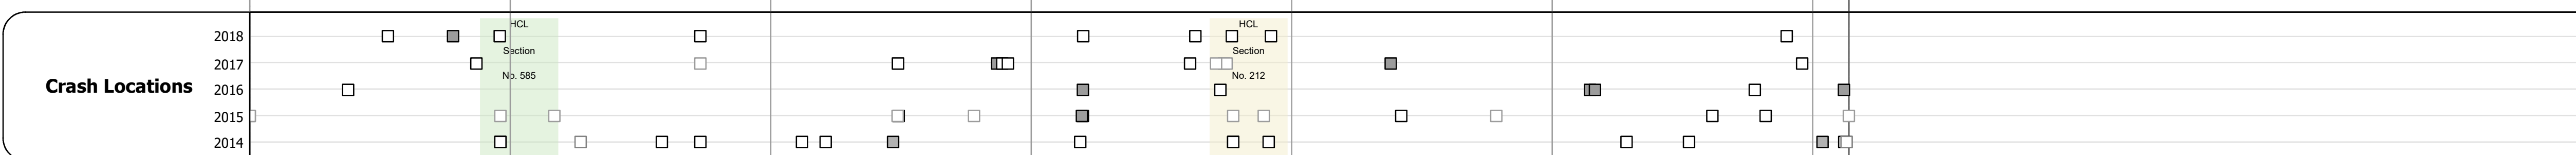 Crash Locations
2018
2017
2016
2015
2014
HCL
Section
No. 585
HCL
Section
No. 212